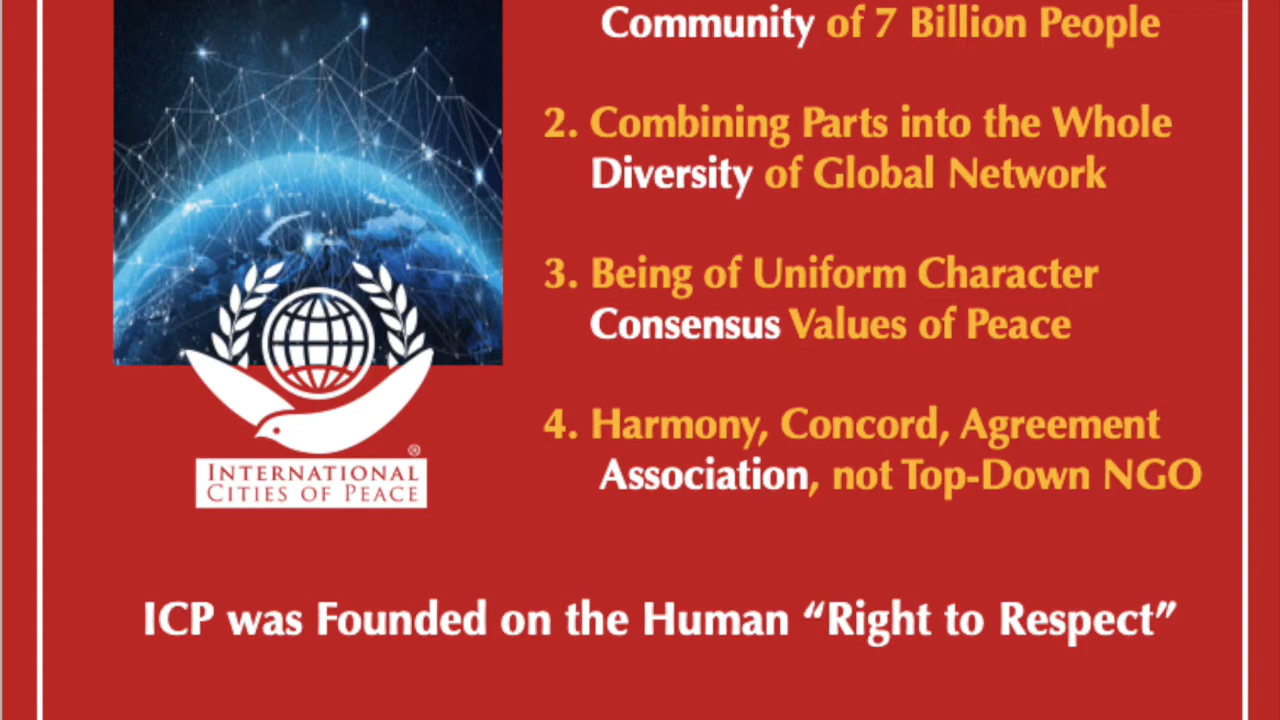 Community of 7 Billion People
2. Combining Parts into the Whole
Diversity of Global Network
3. Being of Uniform Character
Consensus Values of Peace
4. Harmony, Concord, Agreement
Association, not Top-Down NGO
®
INTERNATIONAL
CITIES OF PEACE
ICP was Founded on the Human “Right to Respect”